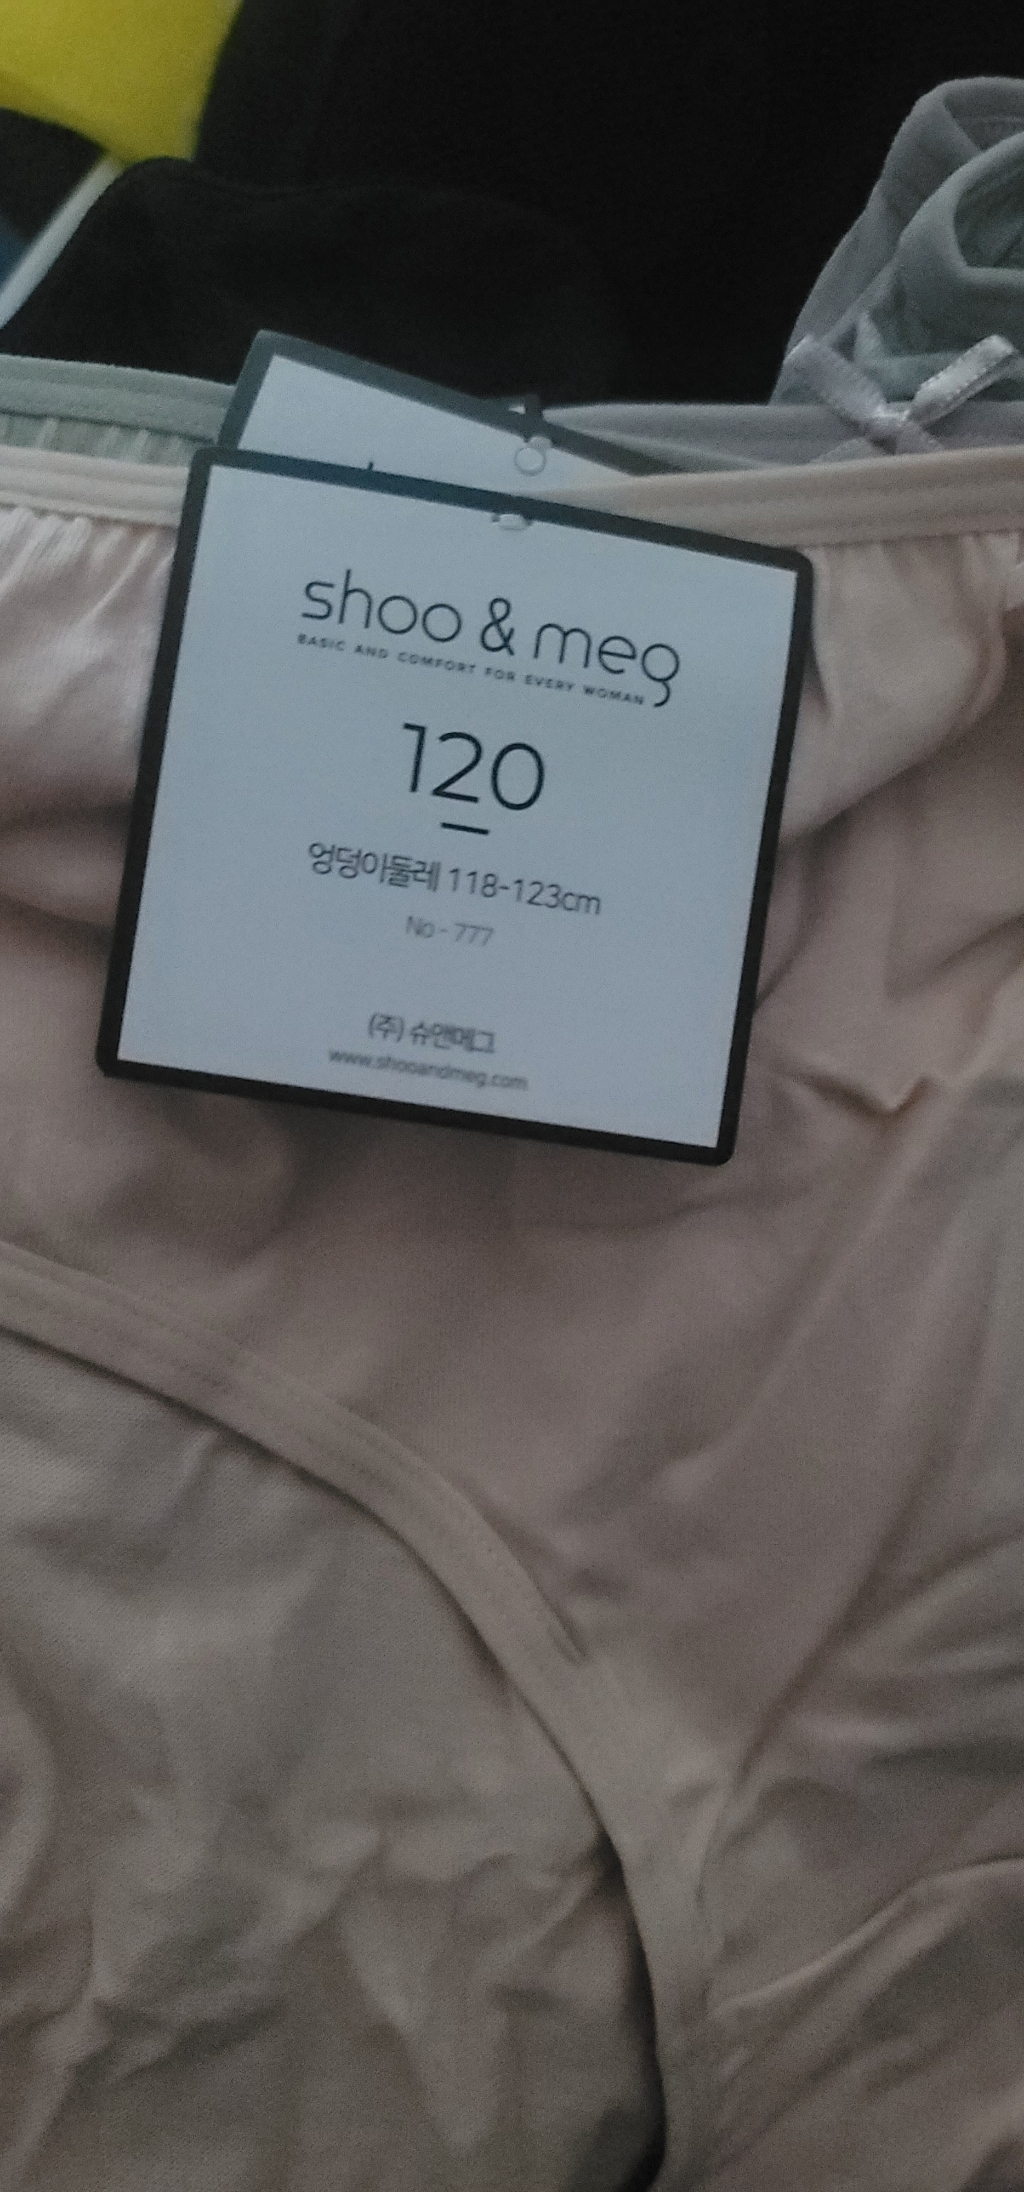 shoo & meg
BASIC AND COMFORT FOR EVERY WOMAN
120
엉덩이둘레 118-123cm
No - 777
(주) 슈앤메그
www.shooandmeg.com